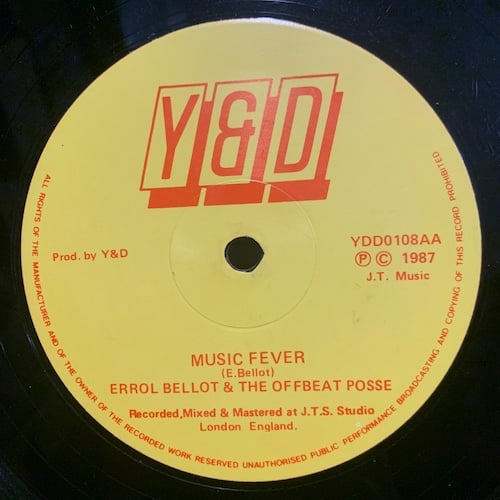 Y&D
Prod. by Y&D
YDD0108AA
Ⓟ © 1987
J.T. Music
MUSIC FEVER
(E.Bellot)
ERROL BELLOT & THE OFFBEAT POSSE
Recorded,Mixed & Mastered at J.T.S. Studio
London England.
ALL RIGHTS OF THE MANUFACTURER AND OF THE OWNER OF THE RECORDED WORK RESERVED UNAUTHORISED PUBLIC PERFORMANCE BROADCASTING AND COPYING OF THIS RECORD PROHIBITED